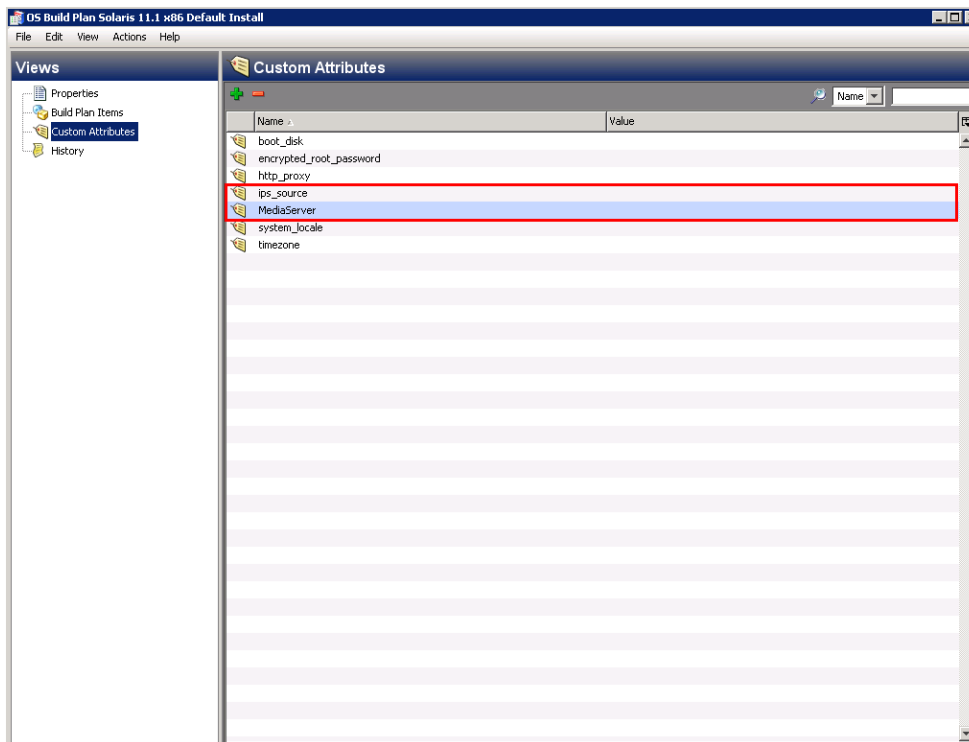 OS Build Plan Solaris 11.1 x86 Default Install
File Edit View Actions Help
Views
Properties
Build Plan Items
Custom Attributes
History
Custom Attributes
Name
Name Value
boot_disk
encrypted_root_password
http_proxy
ips_source
MediaServer
system_locale
timezone